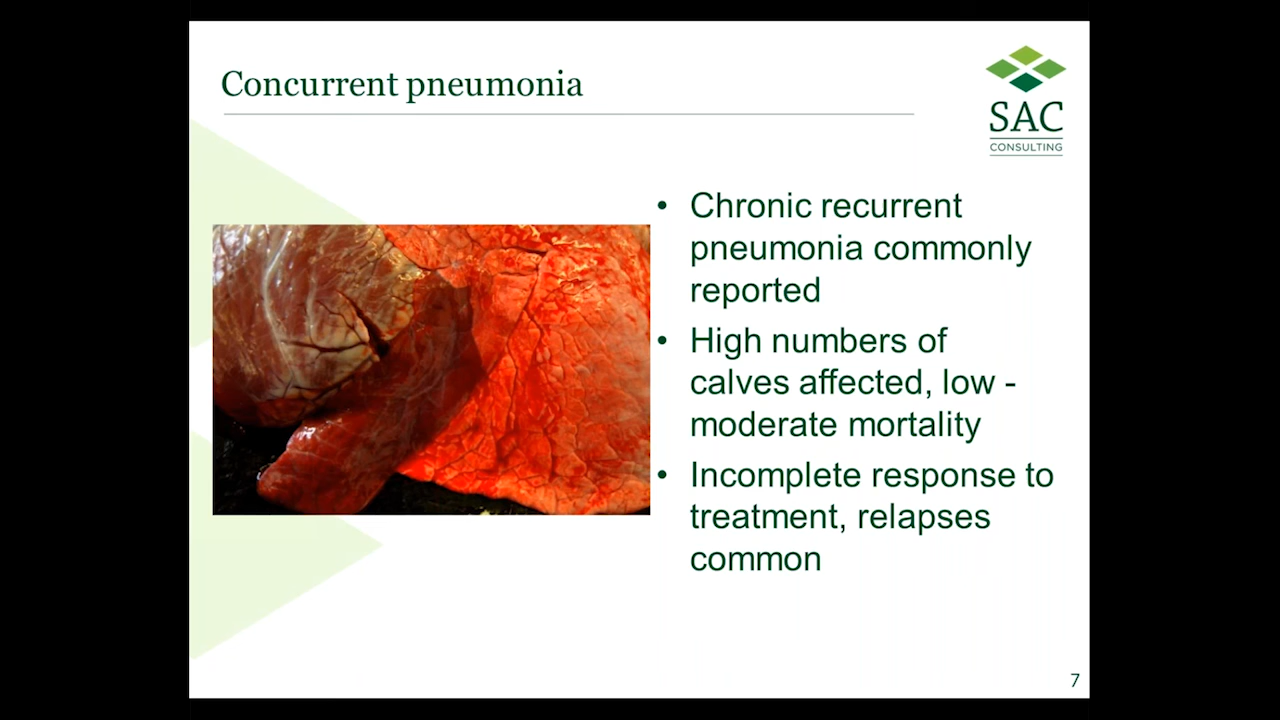 Concurrent pneumonia
SAC
CONSULTING
• Chronic recurrent
pneumonia commonly
reported
• High numbers of
calves affected, low -
moderate mortality
• Incomplete response to
treatment, relapses
common
7